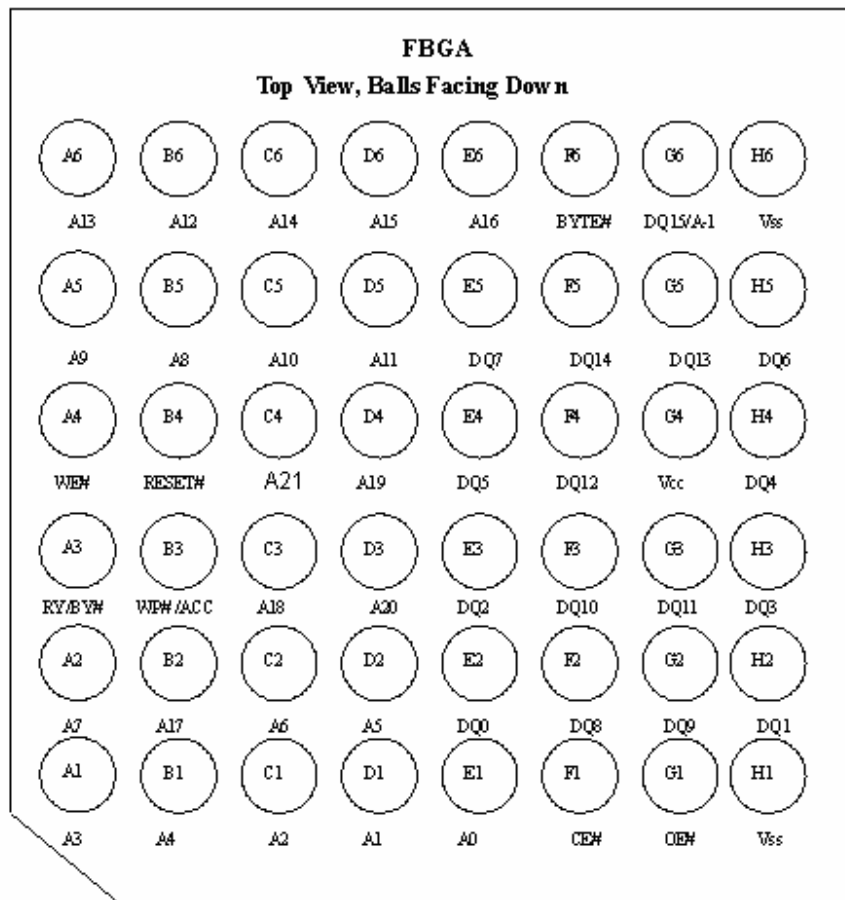 FBGA
Top View, Balls Facing Down
A6 B6 C6 D6 E6 F6 G6 H6
A13 A12 A14 A15 A16 BYTE# DQ15/A-1 Vss
A5 B5 C5 D5 E5 F5 G5 H5
A9 A8 A10 A11 DQ7 DQ14 DQ13 DQ6
A4 B4 C4 D4 E4 F4 G4 H4
WE# RESET# A21 A19 DQ5 DQ12 Vcc DQ4
A3 B3 C3 D3 E3 F3 G3 H3
RY/BY# WP#/ACC A18 A20 DQ2 DQ10 DQ11 DQ3
A2 B2 C2 D2 E2 F2 G2 H2
A7 A17 A6 A5 DQ0 DQ8 DQ9 DQ1
A1 B1 C1 D1 E1 F1 G1 H1
A3 A4 A2 A1 A0 CE# OE# Vss